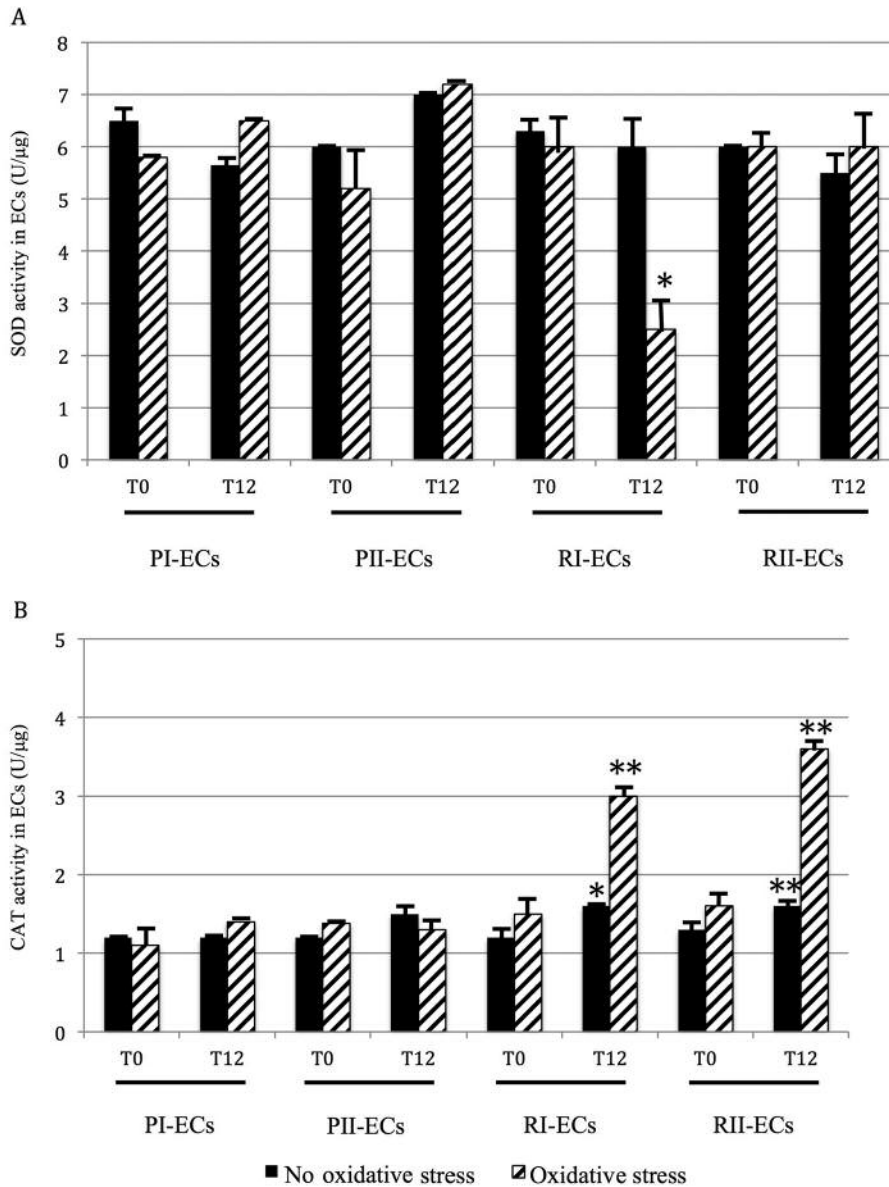 A
SOD activity in ECs (U/µg)
8
7
6
5
4
3
2
1
0
*
T0 T12 T0 T12 T0 T12 T0 T12
PI-ECs PII-ECs RI-ECs RII-ECs
B
CAT activity in ECs (U/µg)
5
4
3
2
1
0
* ** ** **
T0 T12 T0 T12 T0 T12 T0 T12
PI-ECs PII-ECs RI-ECs RII-ECs
No oxidative stress Oxidative stress